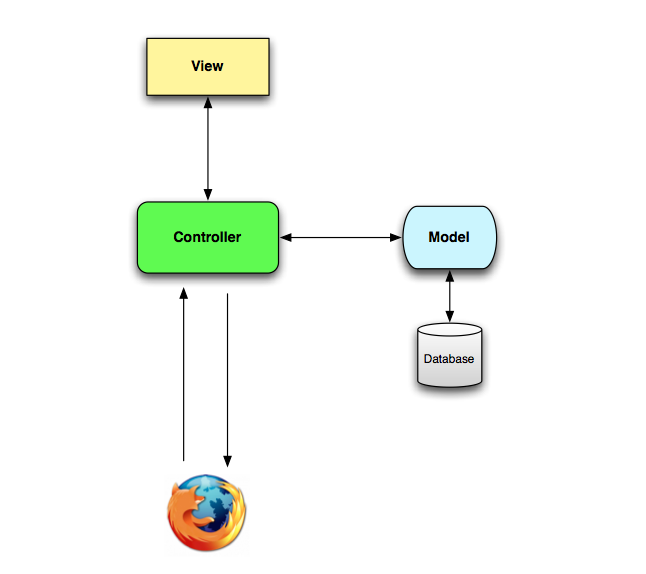 View
Controller
Model
Database